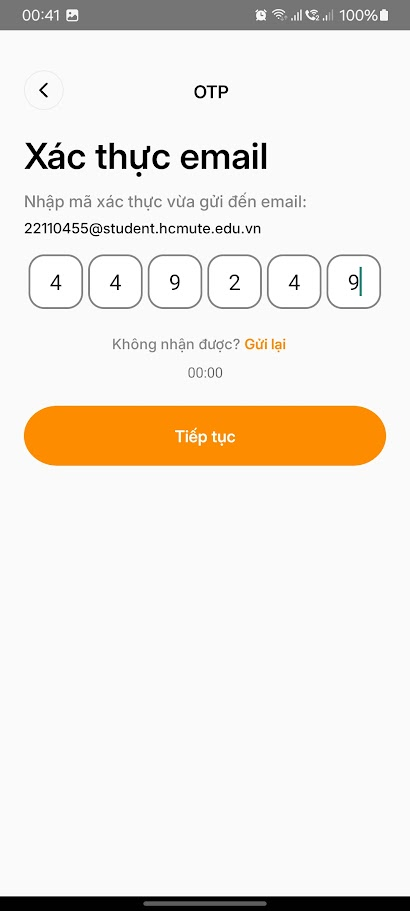 00:41 100%
OTP
Xác thực email
Nhập mã xác thực vừa gửi đến email:
22110455@student.hcmute.edu.vn
4 4 9 2 4 9
Không nhận được? Gửi lại
00:00
Tiếp tục